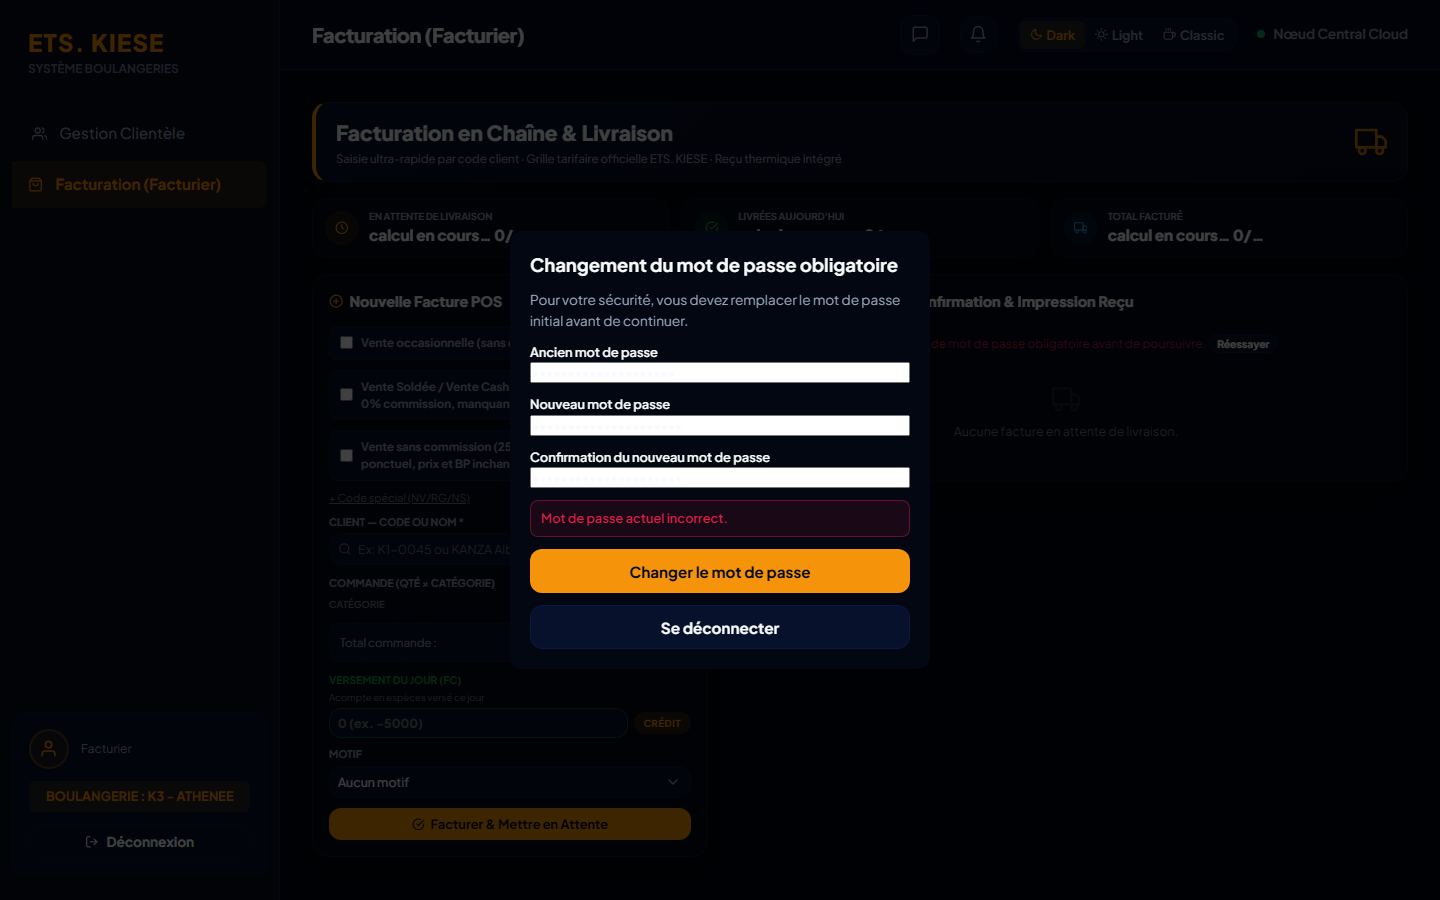 ETS. KIESE
SYSTÈME BOULANGERIES
Gestion Clientèle
Facturation (Facturier)
Facturier
BOULANGERIE : K3 - ATHENEE
Déconnexion
Facturation (Facturier)
Dark
Light
Classic
Nœud Central Cloud
Facturation en Chaîne & Livraison
Saisie ultra-rapide par code client · Grille tarifaire officielle ETS. KIESE · Reçu thermique intégré
EN ATTENTE DE LIVRAISON
calcul en cours… 0/
LIVRÉES AUJOURD'HUI
TOTAL FACTURÉ
calcul en cours… 0/…
Nouvelle Facture POS
Vente occasionnelle (sans
Vente Soldée / Vente Cash
0% commission, manquan
Vente sans commission (25
ponctuel, prix et BP inchan
+ Code spécial (NV/RG/NS)
CLIENT — CODE OU NOM *
Ex: K1-0045 ou KANZA Alb
COMMANDE (QTÉ × CATÉGORIE)
CATÉGORIE
Total commande :
VERSEMENT DU JOUR (FC)
Acompte en espèces versé ce jour
0 (ex. -5000)
CRÉDIT
MOTIF
Aucun motif
Facturer & Mettre en Attente
nfirmation & Impression Reçu
de mot de passe obligatoire avant de poursuivre.
Réessayer
Aucune facture en attente de livraison.
Changement du mot de passe obligatoire
Pour votre sécurité, vous devez remplacer le mot de passe
initial avant de continuer.
Ancien mot de passe
Nouveau mot de passe
Confirmation du nouveau mot de passe
Mot de passe actuel incorrect.
Changer le mot de passe
Se déconnecter